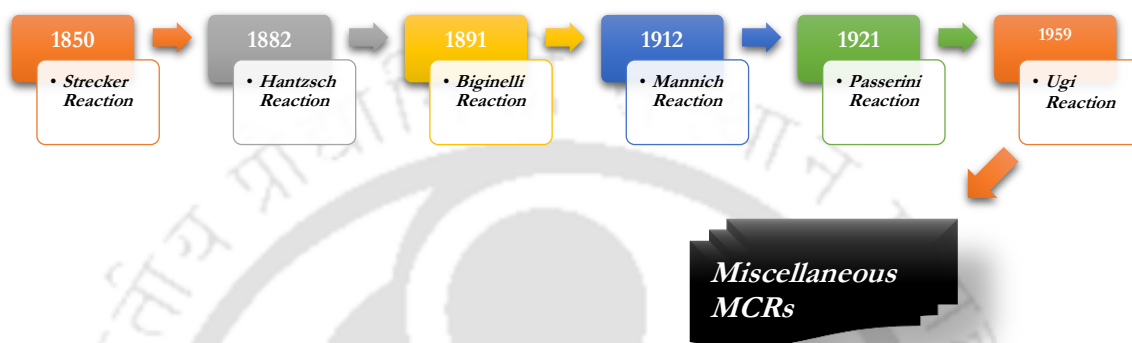 1850
• Strecker
Reaction
1882
• Hantzsch
Reaction
1891
• Biginelli
Reaction
1912
• Mannich
Reaction
1921
• Passerini
Reaction
1959
• Ugi
Reaction
Miscellaneous
MCRs